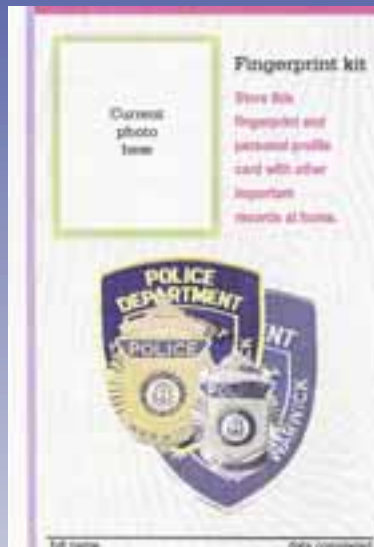 Fingerprint kit
Store this
fingerprint and
personal profile
card with other
important
records at home.
Current
photo
here
POLICE
DEPARTMENT
POLICE
NT
WARWICK
full name
date completed